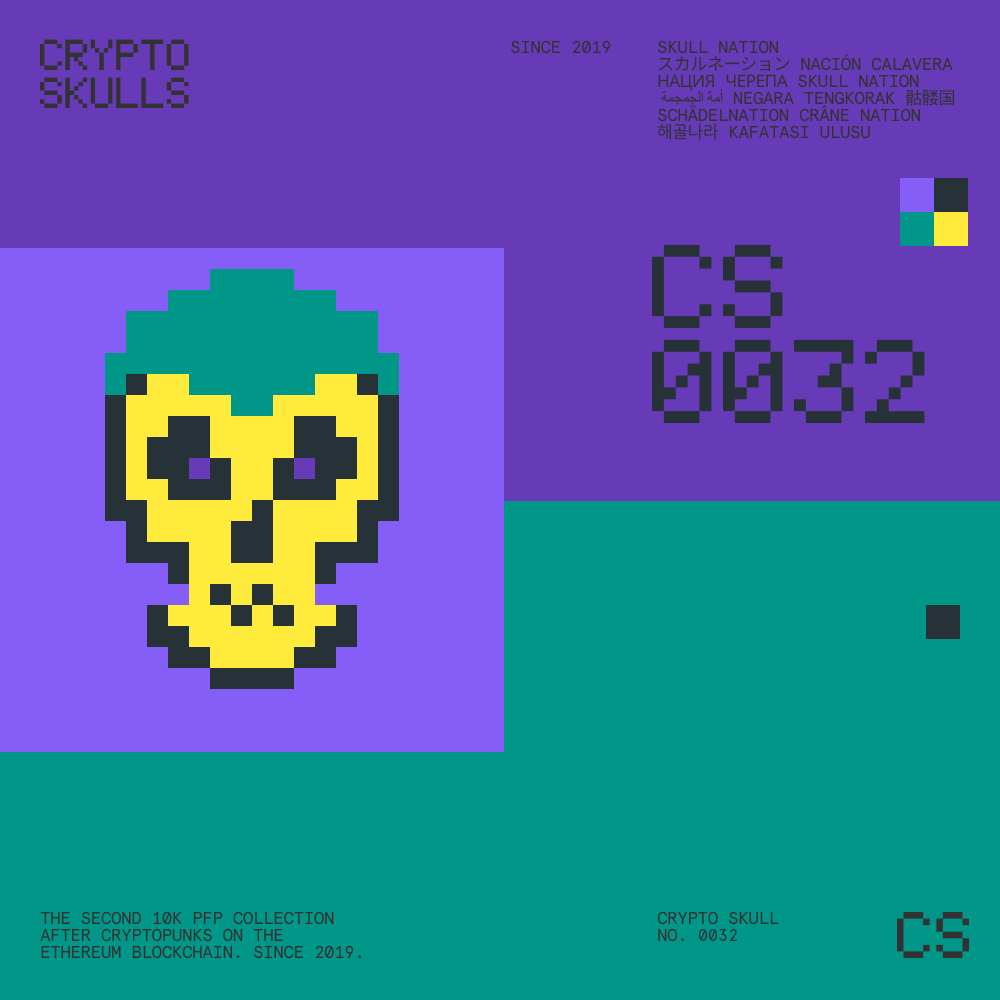 CRYPTO
SKULLS
SINCE 2019
SKULL NATION
スカルネーション NACIÓN CALAVERA
НАЦИЯ ЧЕРЕПА SKULL NATION
أمة الجمجمة NEGARA TENGKORAK 骷髅国
SCHÄDELNATION CRÂNE NATION
해골나라 KAFATASI ULUSU
CS
0032
THE SECOND 10K PFP COLLECTION
AFTER CRYPTOPUNKS ON THE
ETHEREUM BLOCKCHAIN. SINCE 2019.
CRYPTO SKULL
NO. 0032
CS